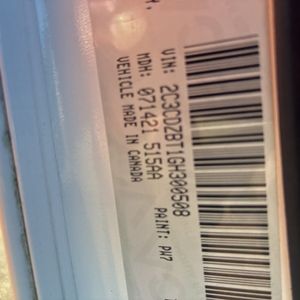 VIN: 2C3CDZBT1GH300508
MDH: 071421 515AA PAINT: PW7
VEHICLE MADE IN CANADA